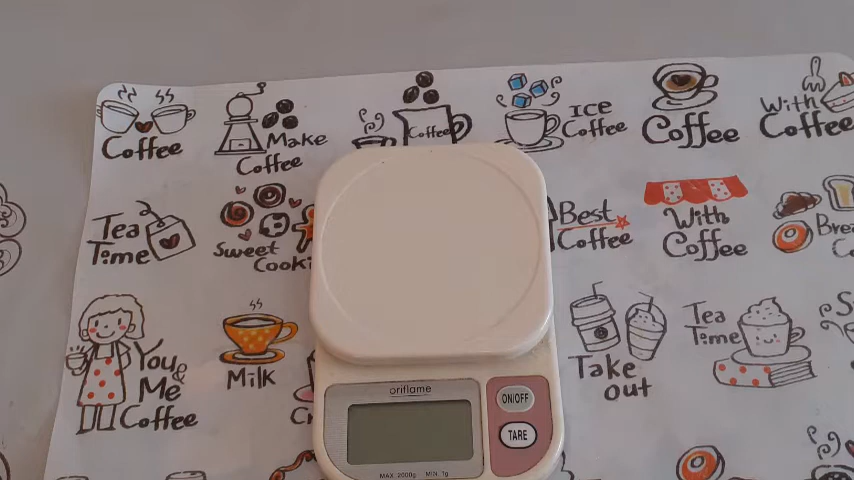 Coffee
Make
Coffee
Coffee
ICE
Coffee
Coffee
With
Coffee
Tea
Time
Sweet
Best
Coffee
With
Coffee
You
&
Me
Coffee
MilK
Take
out
Tea
Time
oriflame
ON/OFF
TARE
MAX. 2000g MIN. 1g